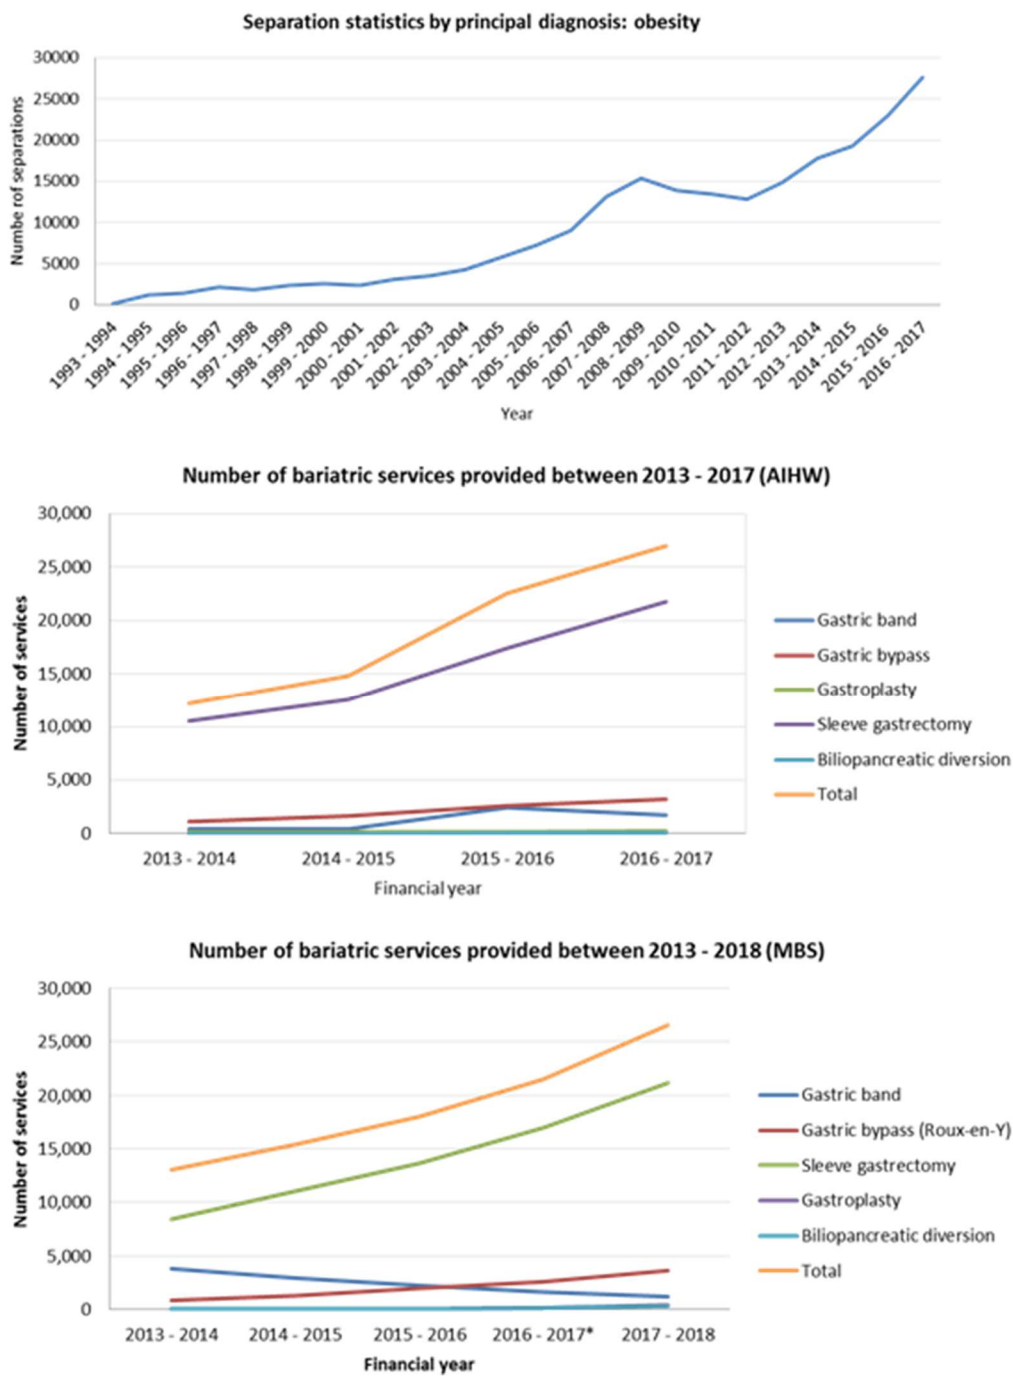 Separation statistics by principal diagnosis: obesity
30000
25000
20000
15000
10000
5000
0
Numbe rof separations
1993 - 1994
1994 - 1995
1995 - 1996
1996 - 1997
1997 - 1998
1998 - 1999
1999 - 2000
2000 - 2001
2001 - 2002
2002 - 2003
2003 - 2004
2004 - 2005
2005 - 2006
2006 - 2007
2007 - 2008
2008 - 2009
2009 - 2010
2010 - 2011
2011 - 2012
2012 - 2013
2013 - 2014
2014 - 2015
2015 - 2016
2016 - 2017
Year
Number of bariatric services provided between 2013 - 2017 (AIHW)
30,000
25,000
20,000
15,000
10,000
5,000
0
Number of services
2013 - 2014
2014 - 2015
2015 - 2016
2016 - 2017
Financial year
Gastric band
Gastric bypass
Gastroplasty
Sleeve gastrectomy
Biliopancreatic diversion
Total
Number of bariatric services provided between 2013 - 2018 (MBS)
30,000
25,000
20,000
15,000
10,000
5,000
0
Number of services
2013 - 2014
2014 - 2015
2015 - 2016
2016 - 2017*
2017 - 2018
Financial year
Gastric band
Gastric bypass (Roux-en-Y)
Sleeve gastrectomy
Gastroplasty
Biliopancreatic diversion
Total